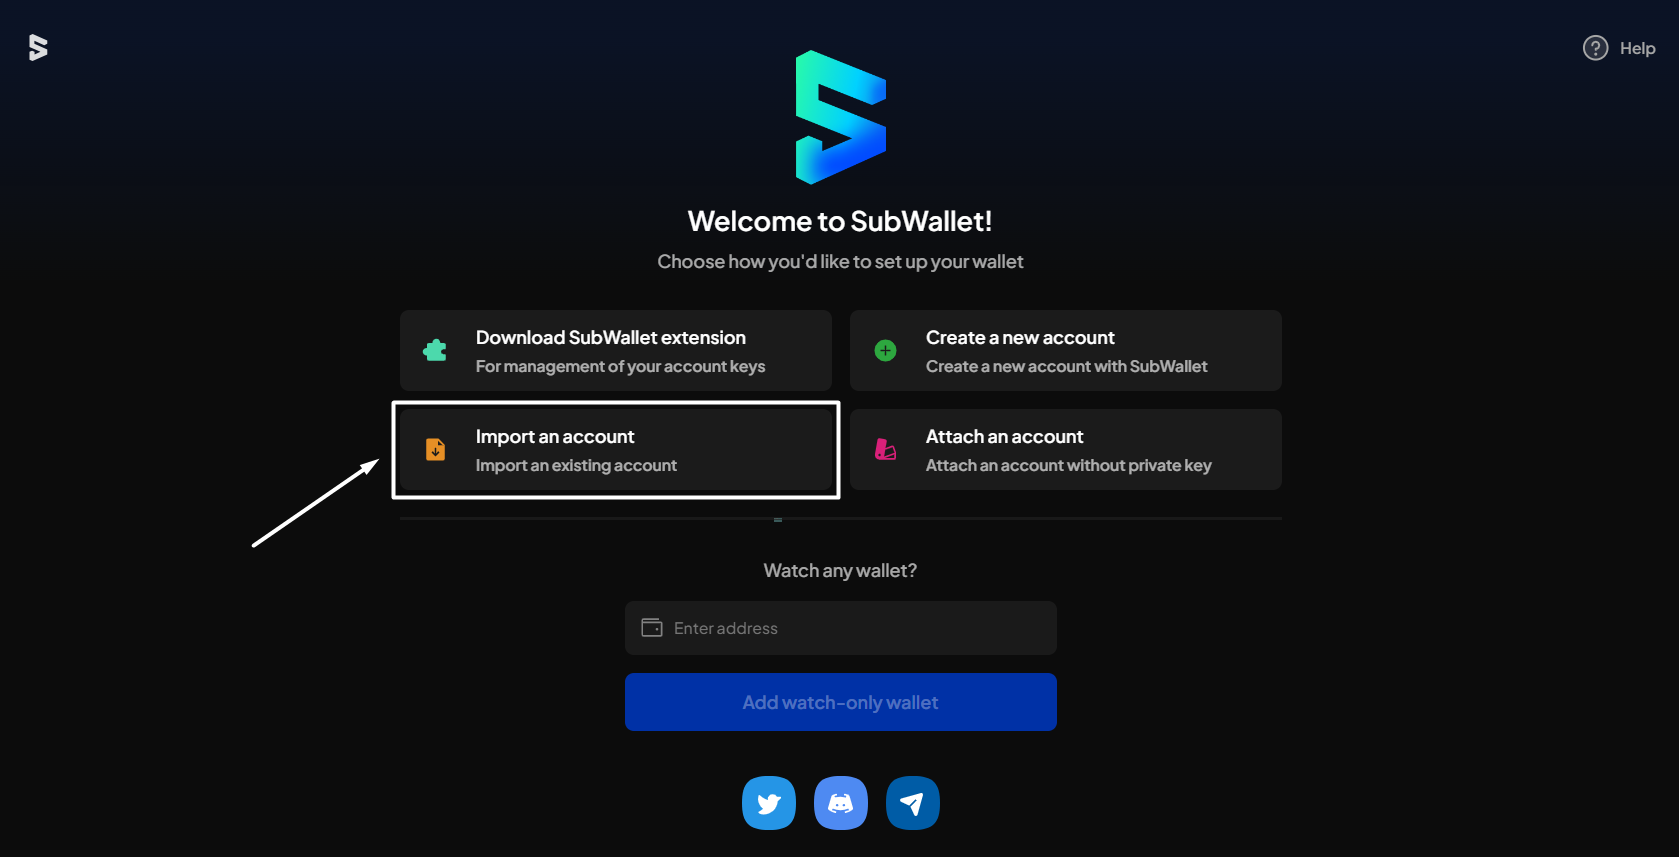 Help
Welcome to SubWallet!
Choose how you'd like to set up your wallet
Download SubWallet extension
For management of your account keys
Create a new account
Create a new account with SubWallet
Import an account
Import an existing account
Attach an account
Attach an account without private key
Watch any wallet?
Enter address
Add watch-only wallet